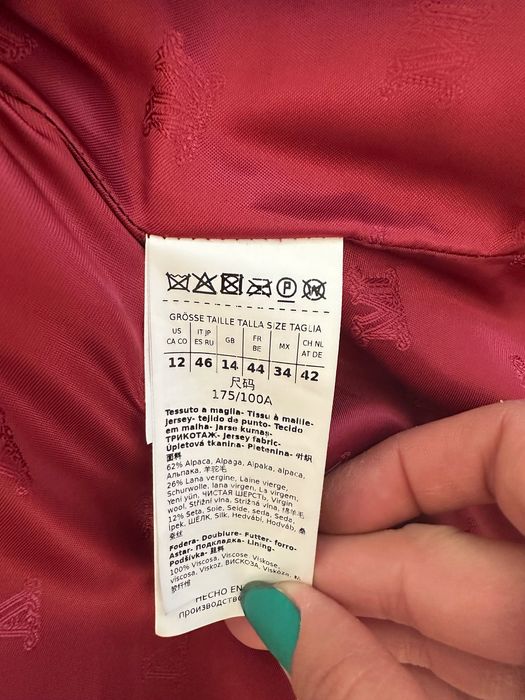 GRÖSSE TAILLE TALLA SIZE TAGLIA
US CA CO IT JP ES RU GB FR BE MX CH NL AT DE
12 46 14 44 34 42
尺码
175/100A
Tessuto a maglia- Tissu à maille-
Jersey- tejido de punto- Tecido
em malha- Jarse kumaş-
ТРИКОТАЖ- Jersey fabric-
Úpletová tkanina- Pletenina- 针织
面料
62% Alpaca, Alpaga, Alpaka, alpaca,
Альпака, 羊驼毛
26% Lana vergine, Laine vierge,
Schurwolle, lana virgen, Lã virgem,
Yeni yün, ЧИСТАЯ ШЕРСТЬ, Virgin
wool, Střižní vlna, Strižná vlna, 绵羊毛
12% Seta, Soie, Seide, seda, Seda,
İpek, ШЁЛК, Silk, Hedvábí, Hodváb, 桑
蚕丝
Fodera- Doublure- Futter- forro-
Astar- Подкладка- Lining-
Podšívka- 里料
100% Viscosa, Viscose, Viskose,
viscosa, Viskoz, ВИСКОЗА, Viskóza,
胶纤维
HECHO EN
производство
P